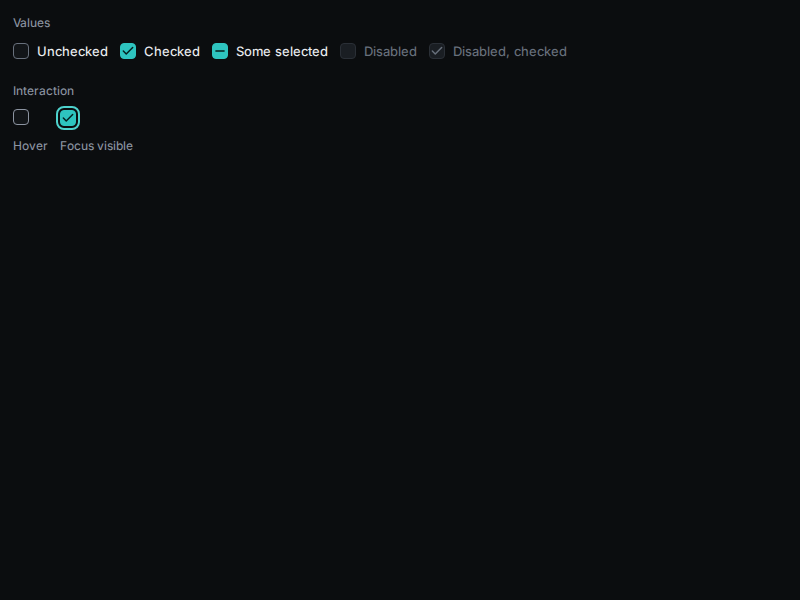 Values
Unchecked Checked Some selected Disabled Disabled, checked
Interaction
Hover Focus visible